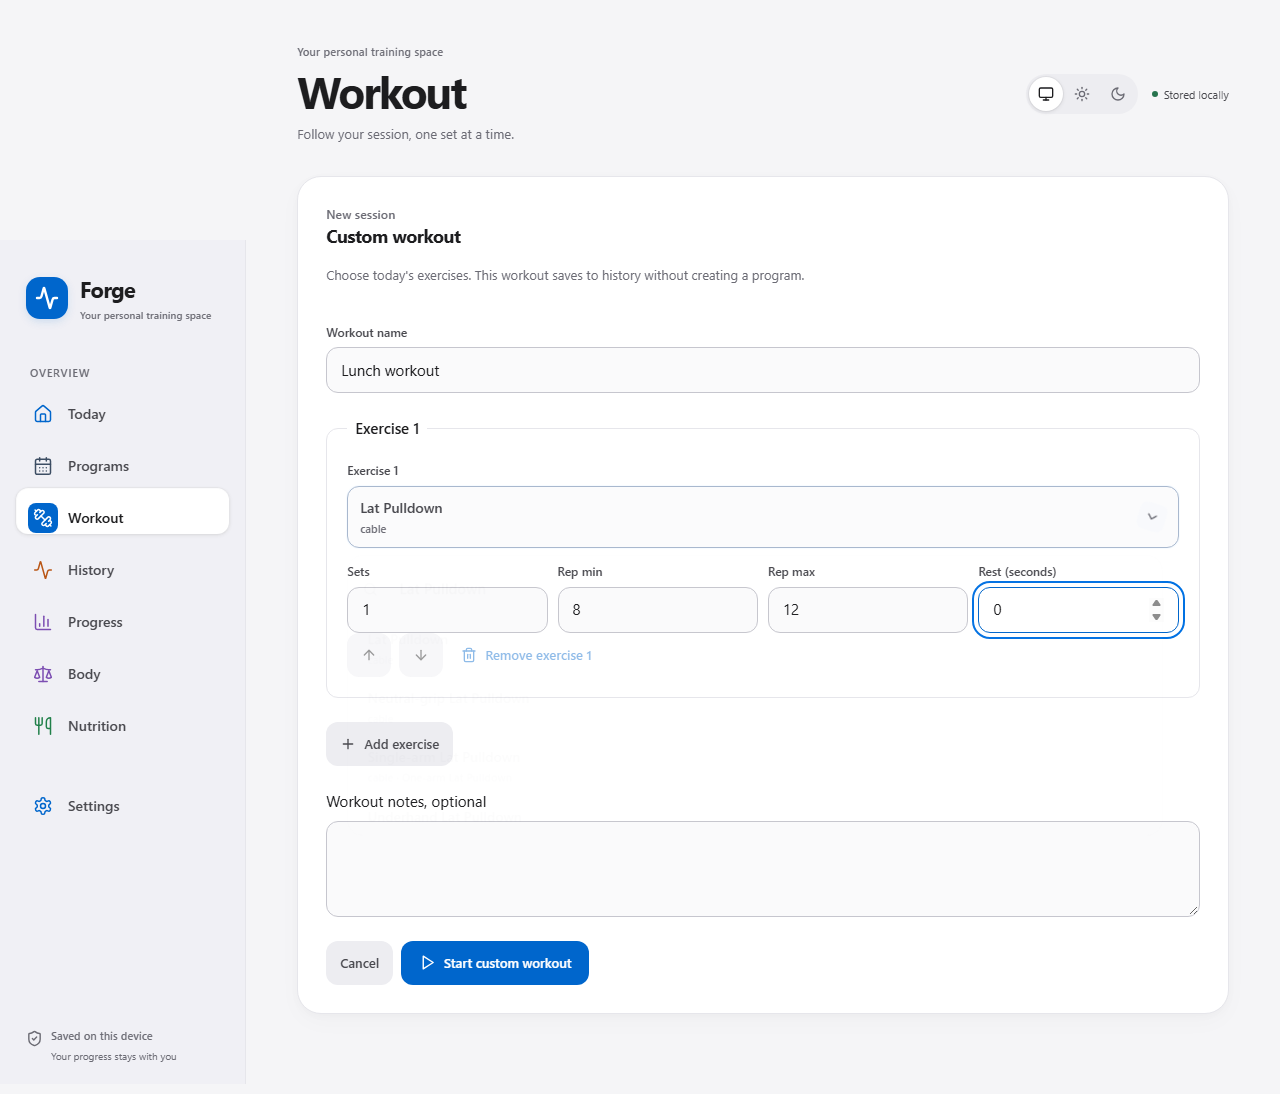 Your personal training space
Workout
Follow your session, one set at a time.
Stored locally
Forge
Your personal training space
OVERVIEW
Today
Programs
Workout
History
Progress
Body
Nutrition
Settings
Saved on this device
Your progress stays with you
New session
Custom workout
Choose today's exercises. This workout saves to history without creating a program.
Workout name
Lunch workout
Exercise 1
Exercise 1
Lat Pulldown
cable
Sets
Rep min
Rep max
Rest (seconds)
1
8
12
0
Remove exercise 1
Add exercise
Workout notes, optional
Cancel
Start custom workout